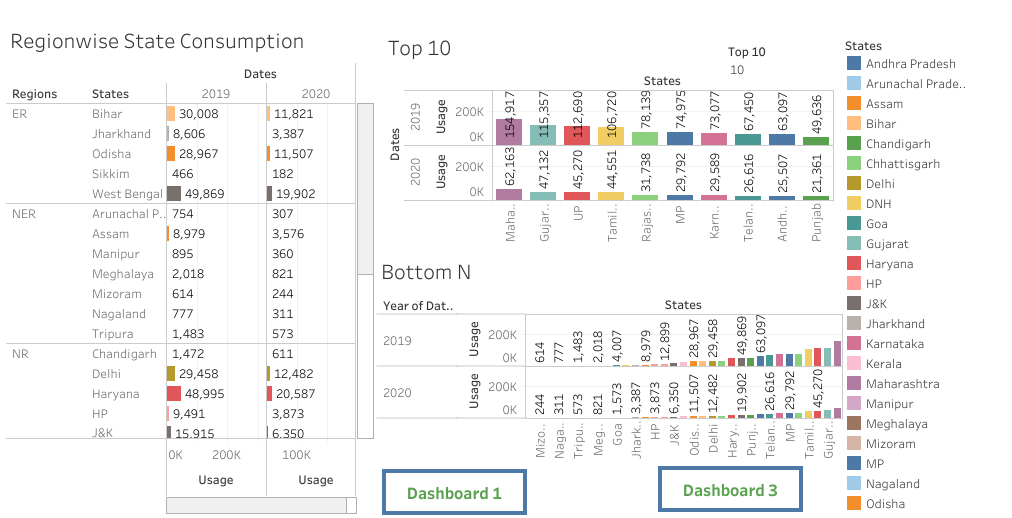 Regionwise State Consumption
Dates
Regions States 2019 2020
ER Bihar 30,008 11,821
Jharkhand 8,606 3,387
Odisha 28,967 11,507
Sikkim 466 182
West Bengal 49,869 19,902
NER Arunachal P.. 754 307
Assam 8,979 3,576
Manipur 895 360
Meghalaya 2,018 821
Mizoram 614 244
Nagaland 777 311
Tripura 1,483 573
NR Chandigarh 1,472 611
Delhi 29,458 12,482
Haryana 48,995 20,587
HP 9,491 3,873
J&K 15,915 6,350
0K 200K 100K
Usage Usage
Top 10
Top 10
10
States
Dates
2019 Usage 200K 0K
154,917 115,357 112,690 106,720 78,139 74,975 73,077 67,450 63,097 49,636
2020 Usage 200K 0K
62,163 47,132 45,270 44,551 31,738 29,792 29,589 26,616 25,507 21,361
Maha.. Gujar.. UP Tamil.. Rajas.. MP Karn.. Telan.. Andh.. Punjab
Bottom N
Year of Dat.. States
2019 Usage 200K 0K
614 777 1,483 2,018 4,007 8,979 12,899 28,967 29,458 49,869 63,097
2020 Usage 200K 0K
244 311 573 821 1,573 3,387 3,873 6,350 11,507 12,482 19,902 26,616 29,792 45,270
Mizo.. Naga.. Tripu.. Meg.. Goa Jhark.. HP J&K Odis.. Delhi Hary.. Punj.. Telan.. MP Tamil.. Gujar..
Dashboard 1
Dashboard 3
States
Andhra Pradesh
Arunachal Prade..
Assam
Bihar
Chandigarh
Chhattisgarh
Delhi
DNH
Goa
Gujarat
Haryana
HP
J&K
Jharkhand
Karnataka
Kerala
Maharashtra
Manipur
Meghalaya
Mizoram
MP
Nagaland
Odisha